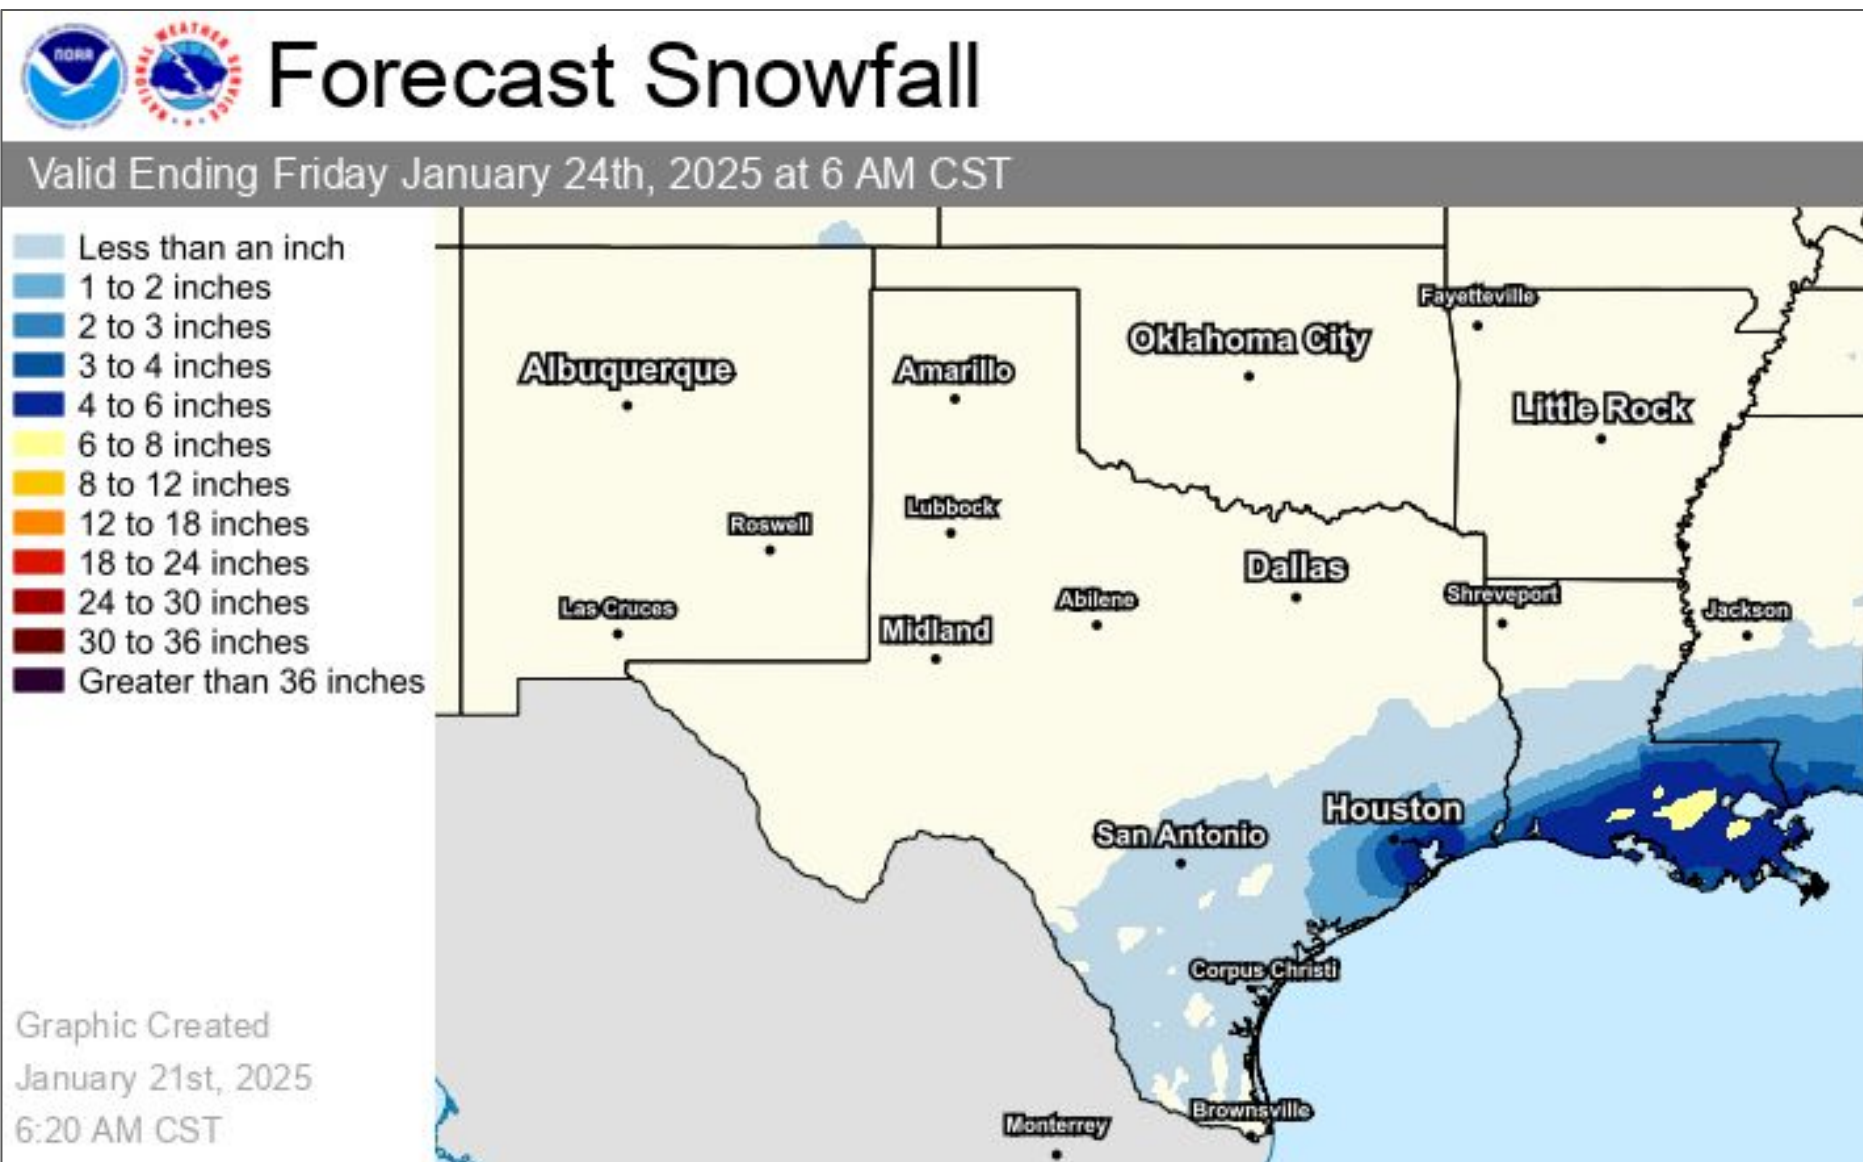 NOAA
NATIONAL WEATHER SERVICE
Forecast Snowfall
Valid Ending Friday January 24th, 2025 at 6 AM CST
Less than an inch
1 to 2 inches
2 to 3 inches
3 to 4 inches
4 to 6 inches
6 to 8 inches
8 to 12 inches
12 to 18 inches
18 to 24 inches
24 to 30 inches
30 to 36 inches
Greater than 36 inches
Graphic Created
January 21st, 2025
6:20 AM CST
Fayetteville
Oklahoma City
Albuquerque
Amarillo
Little Rock
Lubbock
Roswell
Dallas
Shreveport
Abilene
Las Cruces
Jackson
Midland
Houston
San Antonio
Corpus Christi
Brownsville
Monterrey